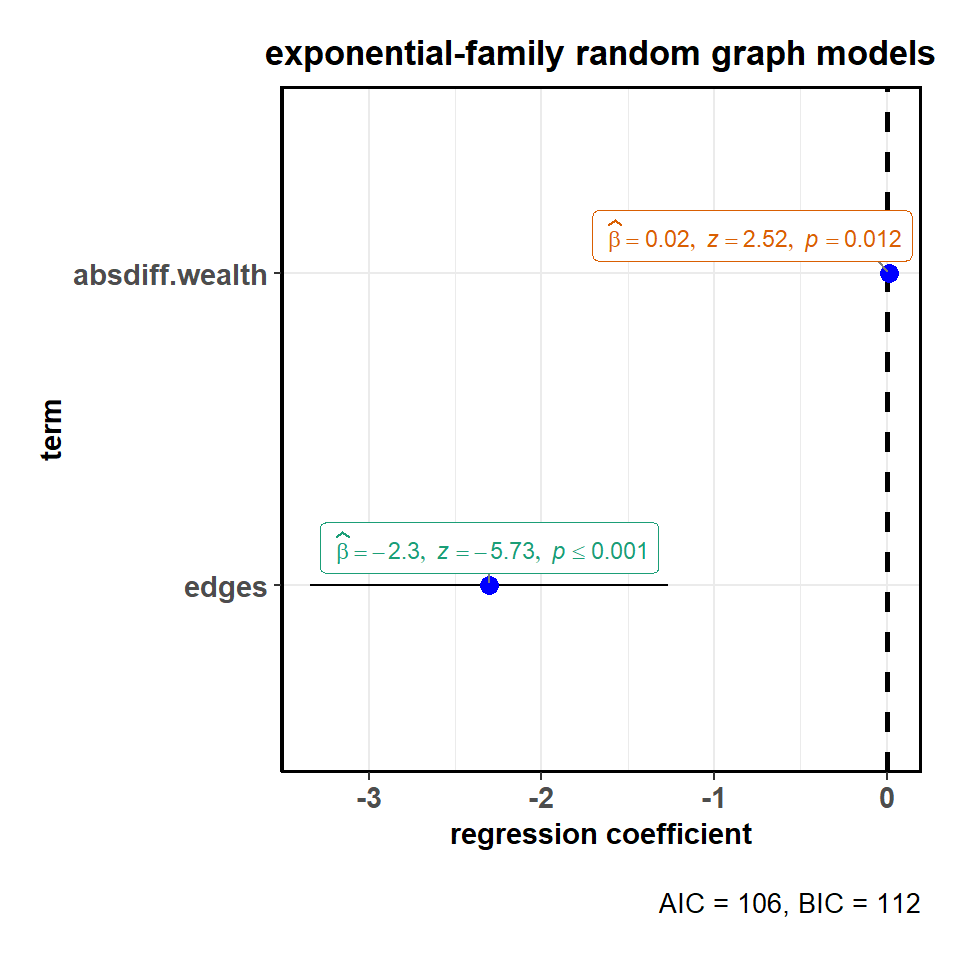 exponential-family random graph models
β̂ = 0.02, z = 2.52, p = 0.012
absdiff.wealth
term
β̂ = −2.3, z = −5.73, p ≤ 0.001
edges
-3 -2 -1 0
regression coefficient
AIC = 106, BIC = 112